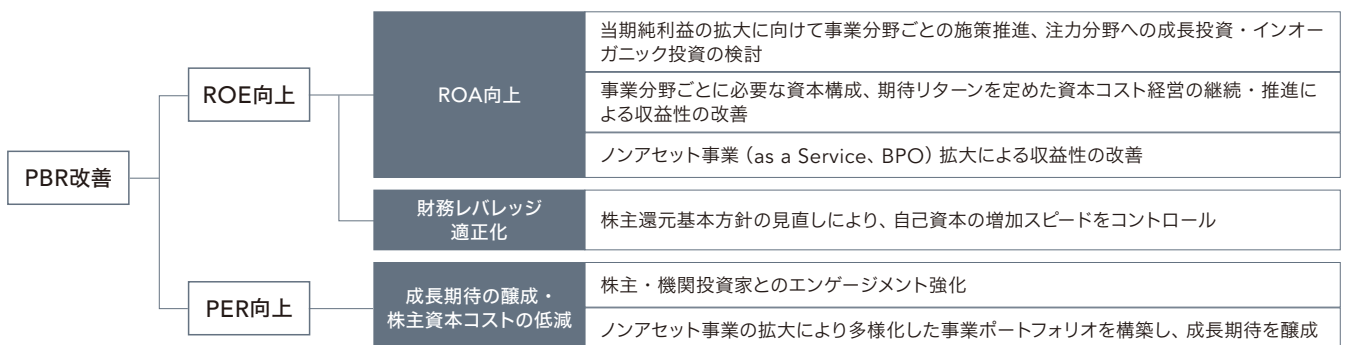 PBR改善
ROE向上
ROA向上
当期純利益の拡大に向けて事業分野ごとの施策推進、注力分野への成長投資・インオー
ガニック投資の検討
事業分野ごとに必要な資本構成、期待リターンを定めた資本コスト経営の継続・推進に
よる収益性の改善
ノンアセット事業（as a Service、BPO）拡大による収益性の改善
財務レバレッジ
適正化
株主還元基本方針の見直しにより、自己資本の増加スピードをコントロール
PER向上
成長期待の醸成・
株主資本コストの低減
株主・機関投資家とのエンゲージメント強化
ノンアセット事業の拡大により多様化した事業ポートフォリオを構築し、成長期待を醸成